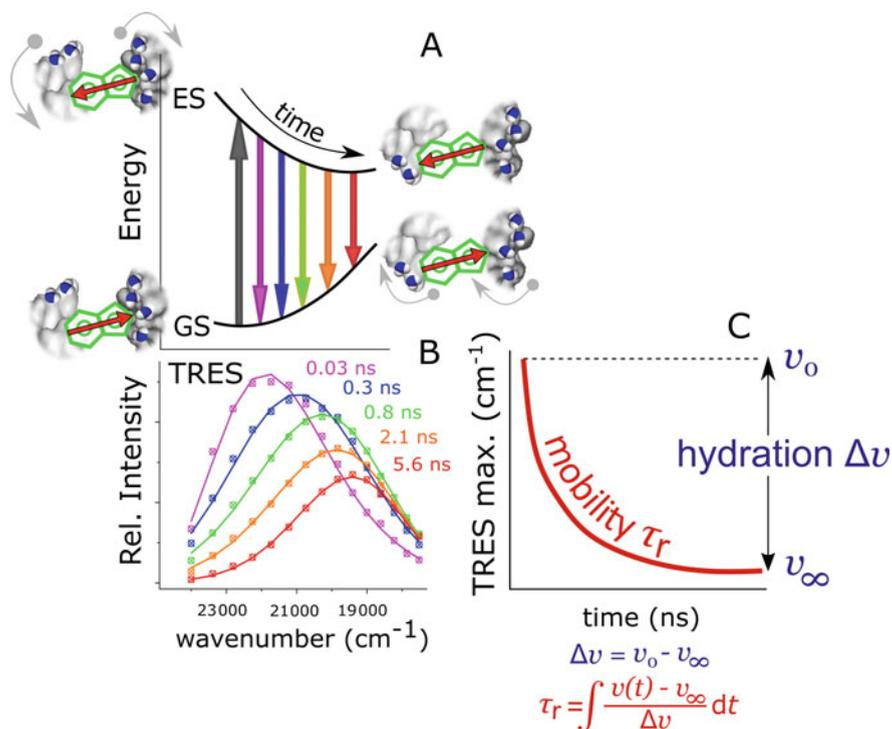 A
ES
time
Energy
GS
B
TRES
0.03 ns
0.3 ns
0.8 ns
2.1 ns
5.6 ns
Rel. Intensity
23000 21000 19000
wavenumber (cm⁻¹)
C
TRES max. (cm⁻¹)
υₒ
hydration Δυ
mobility τᵣ
υ∞
time (ns)
Δυ = υₒ - υ∞
τᵣ = ∫ υ(t) - υ∞ / Δυ dt